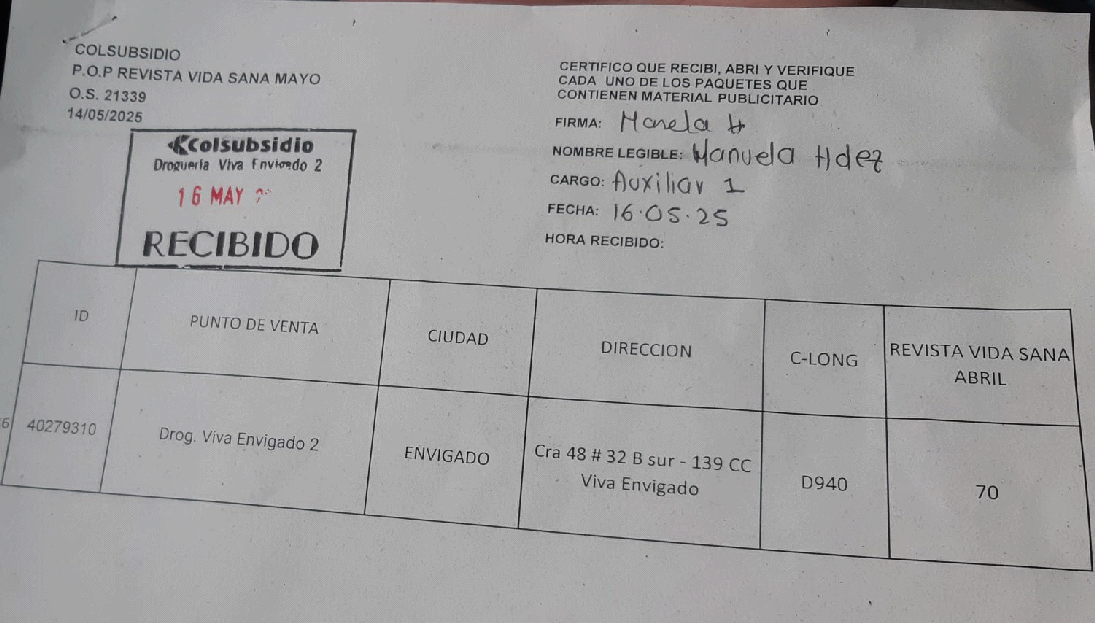 COLSUBSIDIO
P.O.P REVISTA VIDA SANA MAYO
O.S. 21339
14/05/2025
Colsubsidio
Droguería Viva Envigado 2
16 MAY
RECIBIDO
CERTIFICO QUE RECIBI, ABRI Y VERIFIQUE
CADA UNO DE LOS PAQUETES QUE
CONTIENEN MATERIAL PUBLICITARIO
FIRMA: Manela H
NOMBRE LEGIBLE: Manuela Hdez
CARGO: Auxiliar 1
FECHA: 16.05.25
HORA RECIBIDO:
ID
PUNTO DE VENTA
CIUDAD
DIRECCION
C-LONG
REVISTA VIDA SANA
ABRIL
40279310
Drog. Viva Envigado 2
ENVIGADO
Cra 48 # 32 B sur - 139 CC
Viva Envigado
D940
70